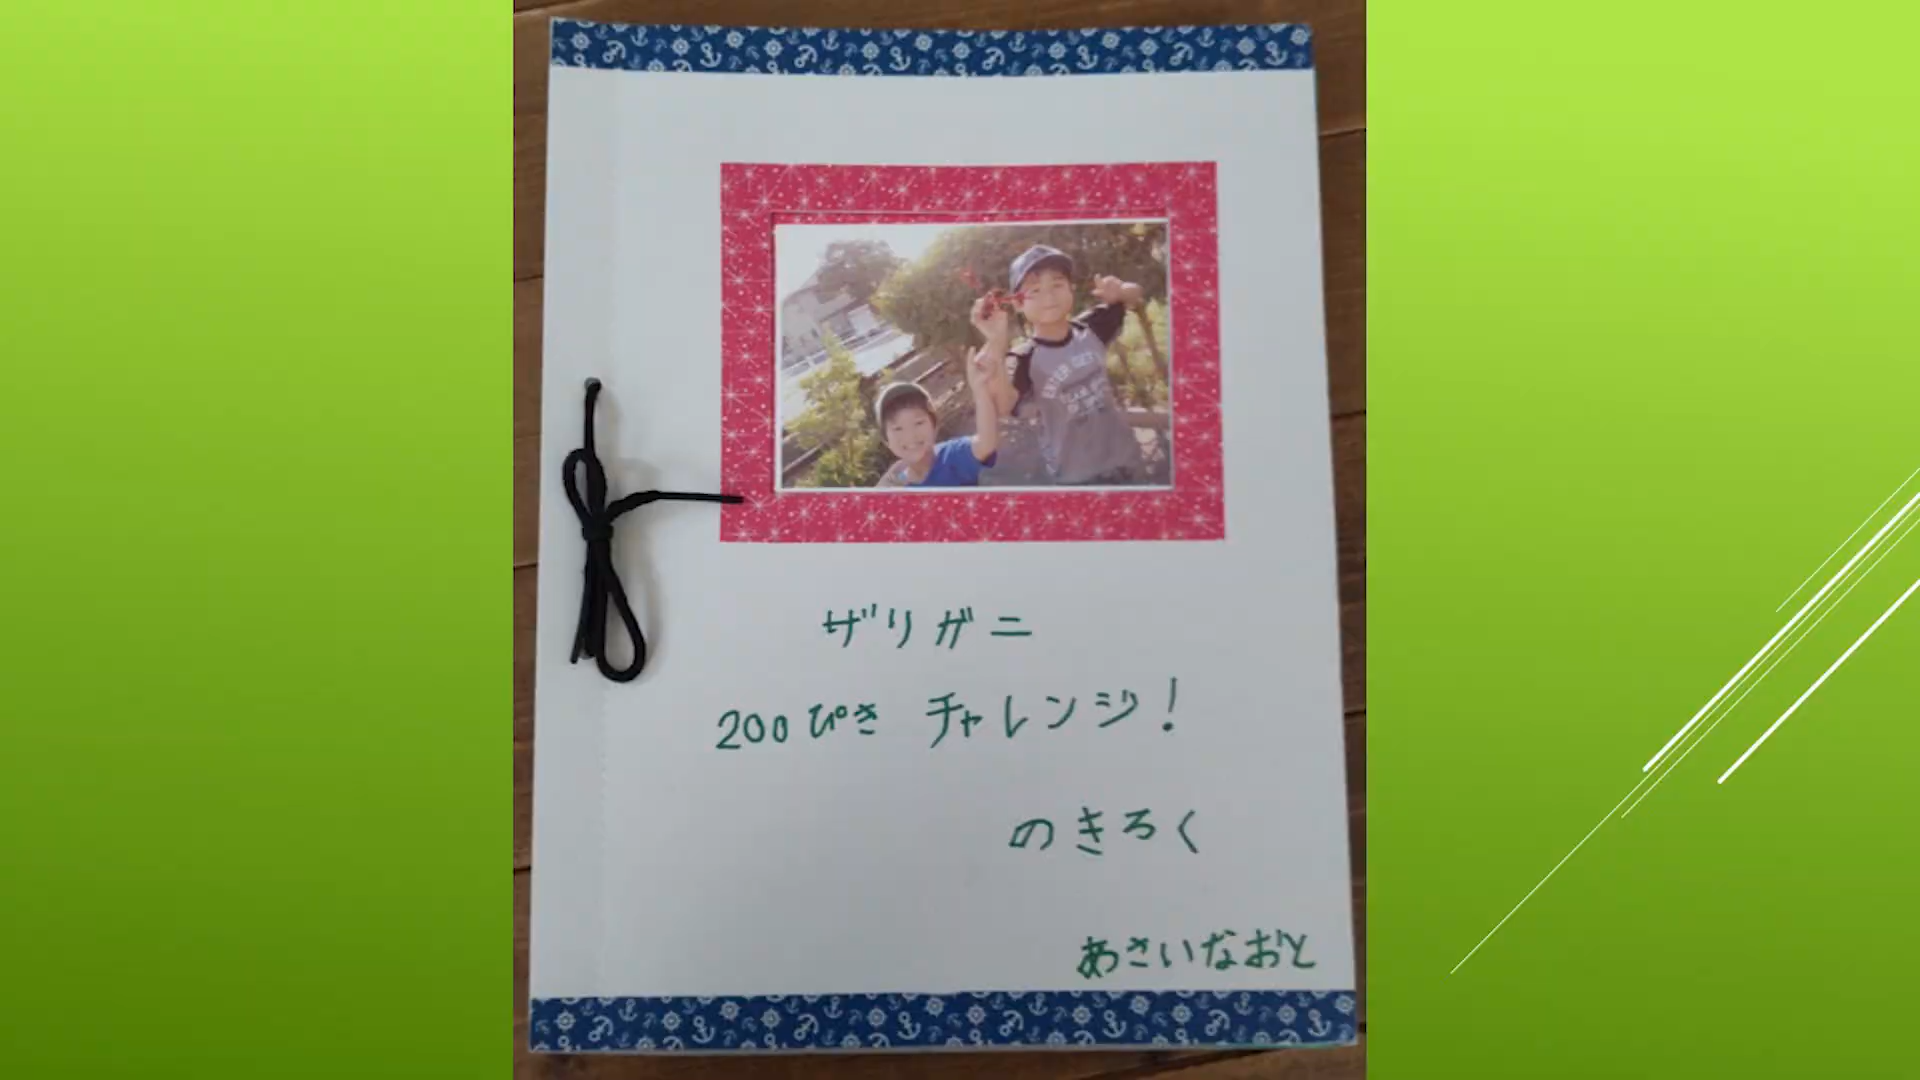 ザリガニ
200ぴき チャレンジ!
のきろく
あさいなおと